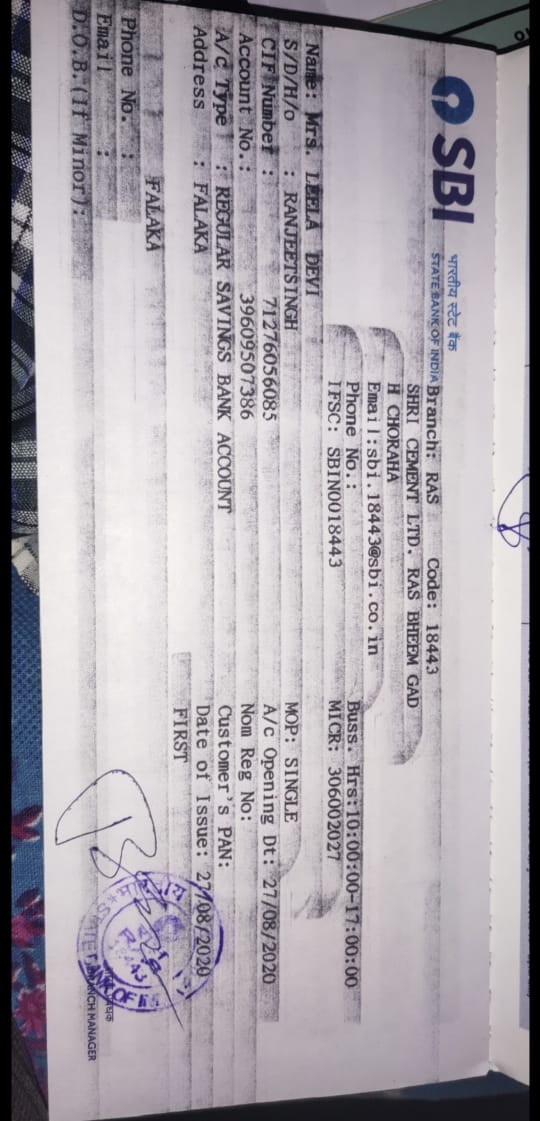 SBI
भारतीय स्टेट बैंक
STATE BANK OF INDIA
Branch: RAS Code: 18443
SHRI CEMENT LTD. RAS BHEEM GAD
H CHORAHA
Email:sbi.18443@sbi.co.in
Phone No.: Buss. Hrs:10:00:00-17:00:00
IFSC: SBIN0018443 MICR: 306002027
Name: Mrs. LEELA DEVI
S/D/H/o : RANJEETSINGH MOP: SINGLE
CIF Number : 71276056085 A/c Opening Dt: 27/08/2020
Account No.: 39609507386 Nom Reg No:
A/C Type : REGULAR SAVINGS BANK ACCOUNT Customer's PAN:
Address : FALAKA Date of Issue: 27/08/2020
FIRST
FALAKA
Phone No. :
Email :
D.O.B.(If Minor):
BRANCH MANAGER